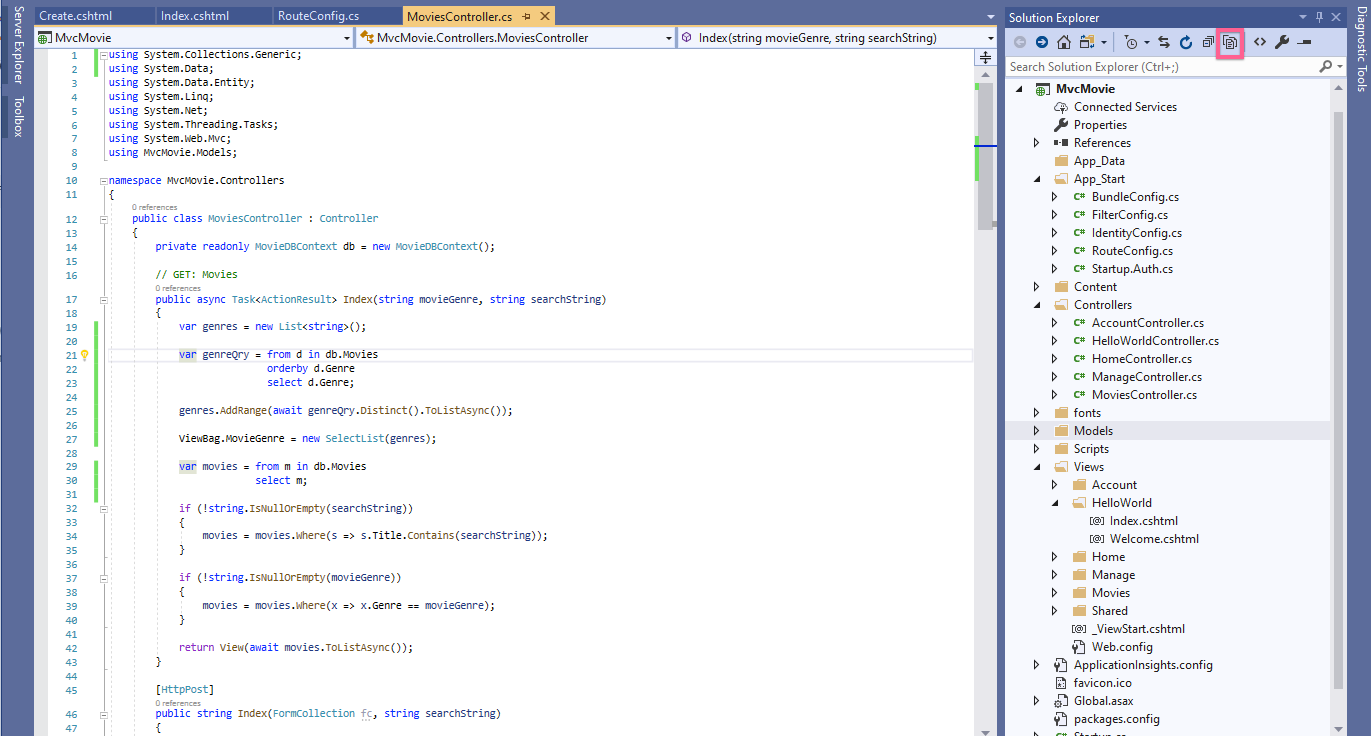 Server Explorer
Toolbox
Create.cshtml
Index.cshtml
RouteConfig.cs
MoviesController.cs
MvcMovie
MvcMovie.Controllers.MoviesController
Index(string movieGenre, string searchString)
1 using System.Collections.Generic;
2 using System.Data;
3 using System.Data.Entity;
4 using System.Linq;
5 using System.Net;
6 using System.Threading.Tasks;
7 using System.Web.Mvc;
8 using MvcMovie.Models;
9
10 namespace MvcMovie.Controllers
11 {
0 references
12 public class MoviesController : Controller
13 {
14 private readonly MovieDBContext db = new MovieDBContext();
15
16 // GET: Movies
0 references
17 public async Task<ActionResult> Index(string movieGenre, string searchString)
18 {
19 var genres = new List<string>();
20
21 var genreQry = from d in db.Movies
22 orderby d.Genre
23 select d.Genre;
24
25 genres.AddRange(await genreQry.Distinct().ToListAsync());
26
27 ViewBag.MovieGenre = new SelectList(genres);
28
29 var movies = from m in db.Movies
30 select m;
31
32 if (!string.IsNullOrEmpty(searchString))
33 {
34 movies = movies.Where(s => s.Title.Contains(searchString));
35 }
36
37 if (!string.IsNullOrEmpty(movieGenre))
38 {
39 movies = movies.Where(x => x.Genre == movieGenre);
40 }
41
42 return View(await movies.ToListAsync());
43 }
44
45 [HttpPost]
0 references
46 public string Index(FormCollection fc, string searchString)
47 {
Solution Explorer
Search Solution Explorer (Ctrl+;)
MvcMovie
Connected Services
Properties
References
App_Data
App_Start
C# BundleConfig.cs
C# FilterConfig.cs
C# IdentityConfig.cs
C# RouteConfig.cs
C# Startup.Auth.cs
Content
Controllers
C# AccountController.cs
C# HelloWorldController.cs
C# HomeController.cs
C# ManageController.cs
C# MoviesController.cs
fonts
Models
Scripts
Views
Account
HelloWorld
[@] Index.cshtml
[@] Welcome.cshtml
Home
Manage
Movies
Shared
[@] _ViewStart.cshtml
Web.config
ApplicationInsights.config
favicon.ico
Global.asax
packages.config
C# Startup.cs
Diagnostic Tools